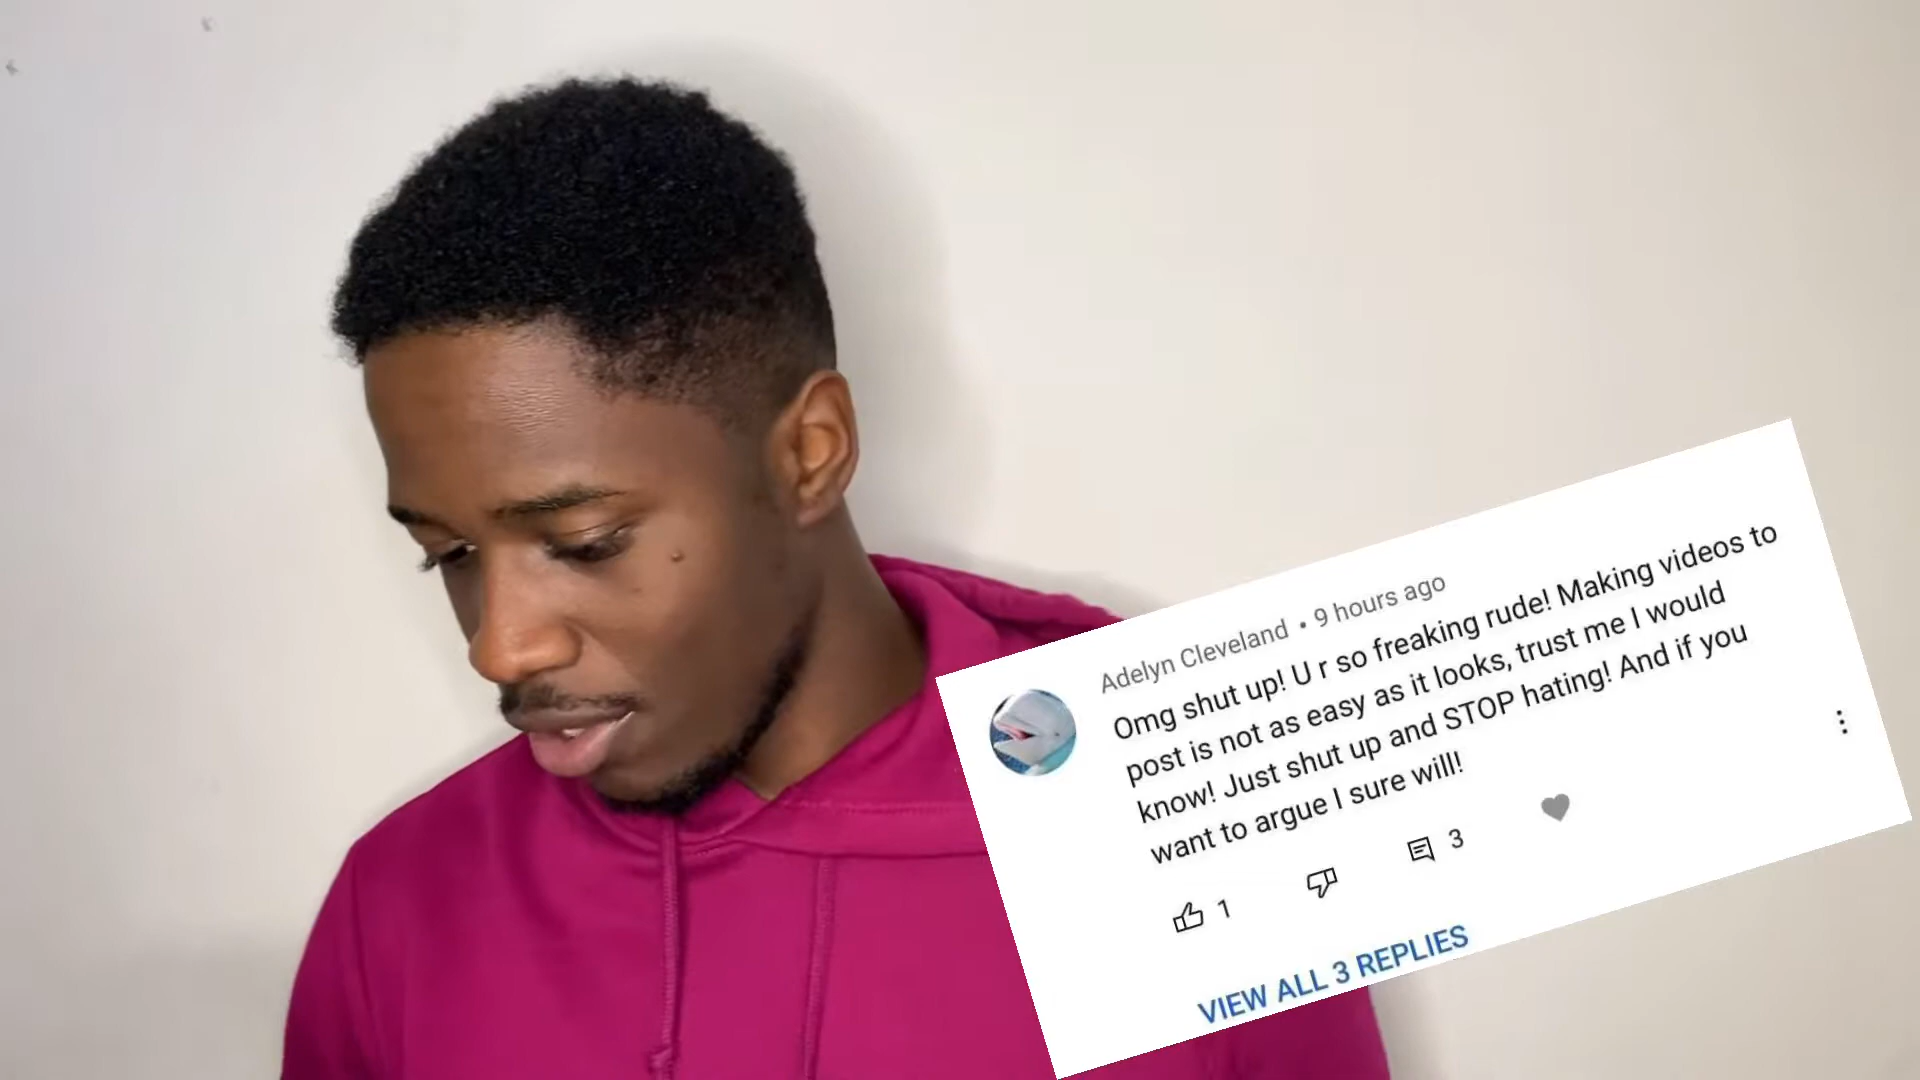 Adelyn Cleveland • 9 hours ago
Omg shut up! U r so freaking rude! Making videos to
post is not as easy as it looks, trust me I would
know! Just shut up and STOP hating! And if you
want to argue I sure will!
1
3
VIEW ALL 3 REPLIES